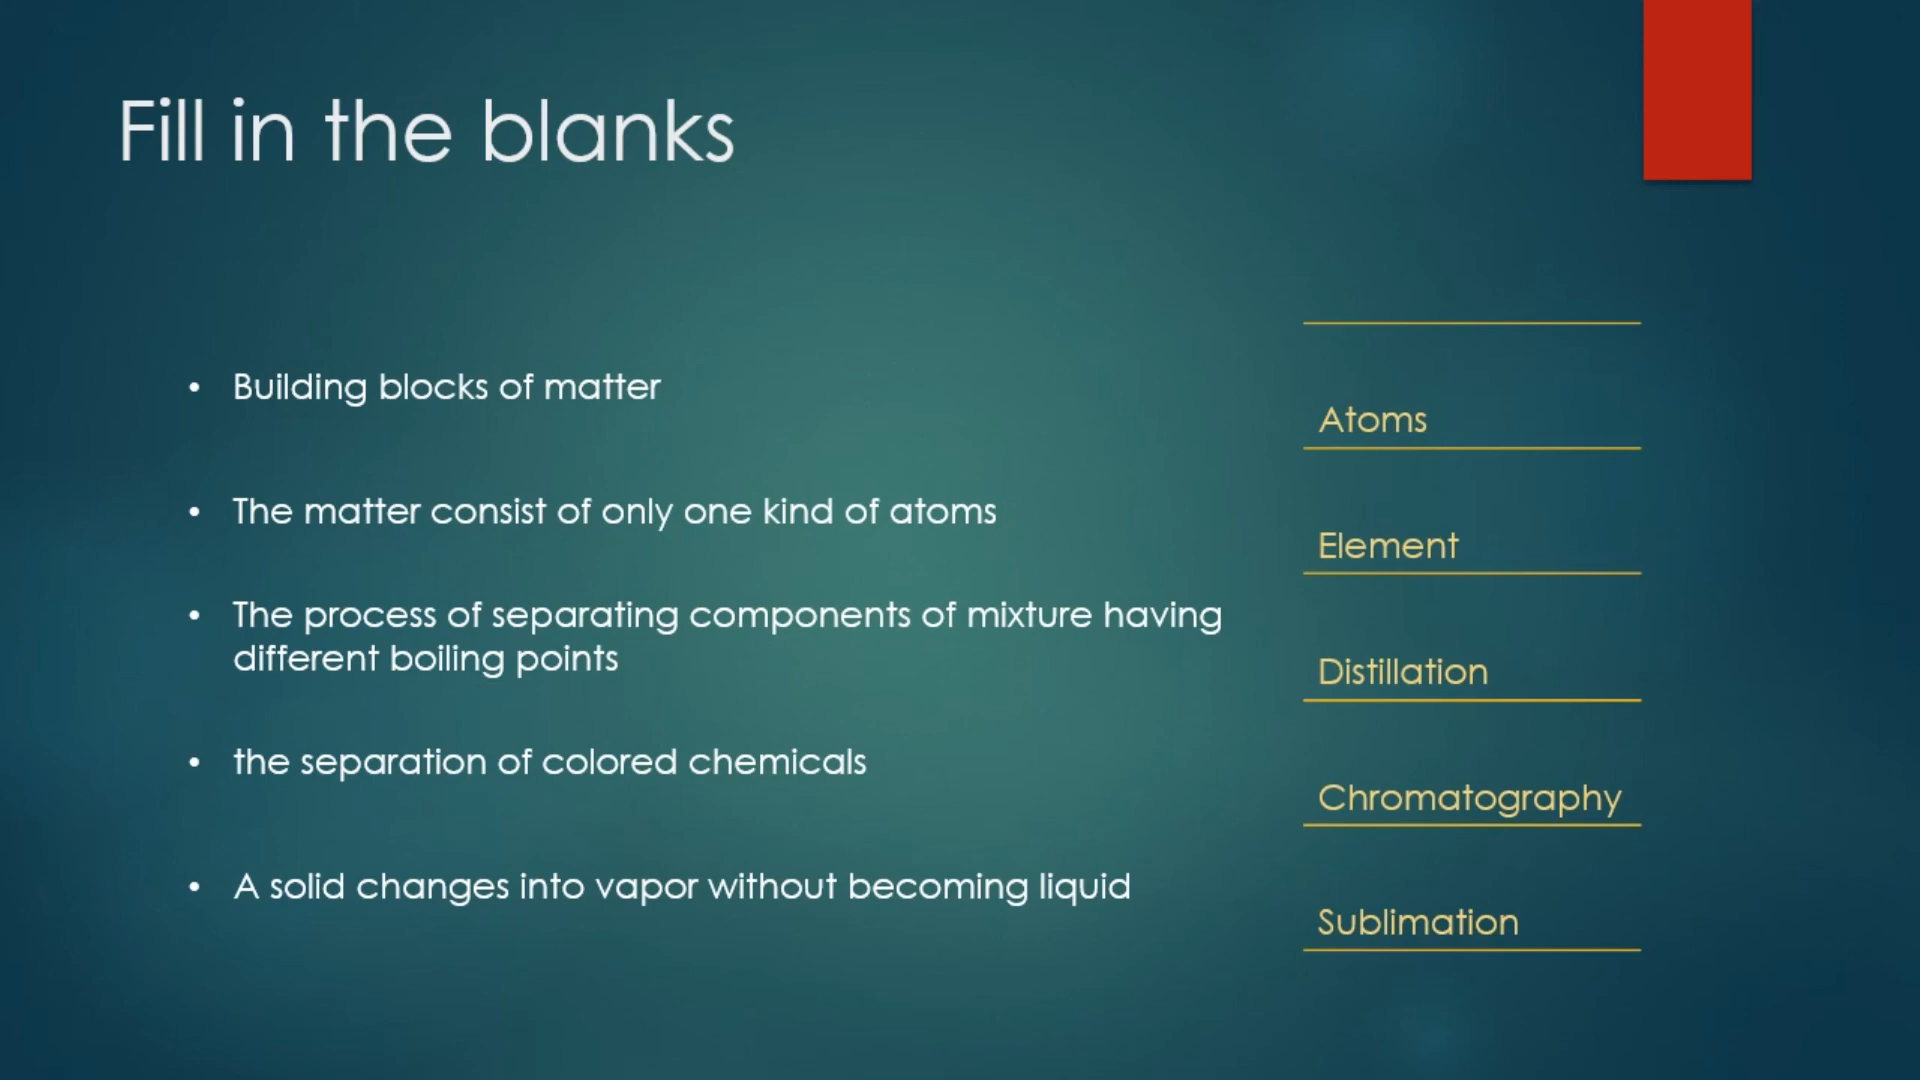 Fill in the blanks
• Building blocks of matter
Atoms
• The matter consist of only one kind of atoms
Element
• The process of separating components of mixture having
different boiling points
Distillation
• the separation of colored chemicals
Chromatography
• A solid changes into vapor without becoming liquid
Sublimation